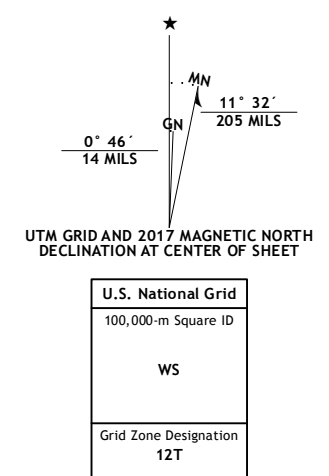 ★
MN
GN
11° 32´
205 MILS
0° 46´
14 MILS
UTM GRID AND 2017 MAGNETIC NORTH
DECLINATION AT CENTER OF SHEET
U.S. National Grid
100,000-m Square ID
WS
Grid Zone Designation
12T